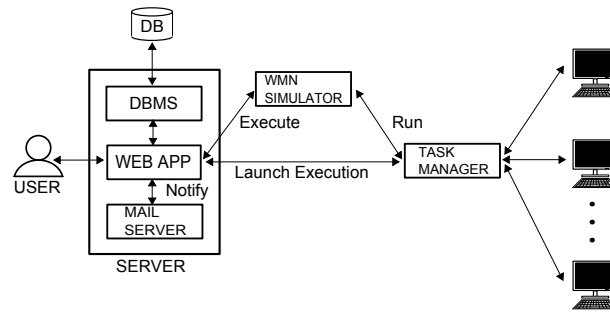 DB
DBMS
WMN
SIMULATOR
Execute
Run
WEB APP
Launch Execution
TASK
MANAGER
USER
Notify
MAIL
SERVER
SERVER